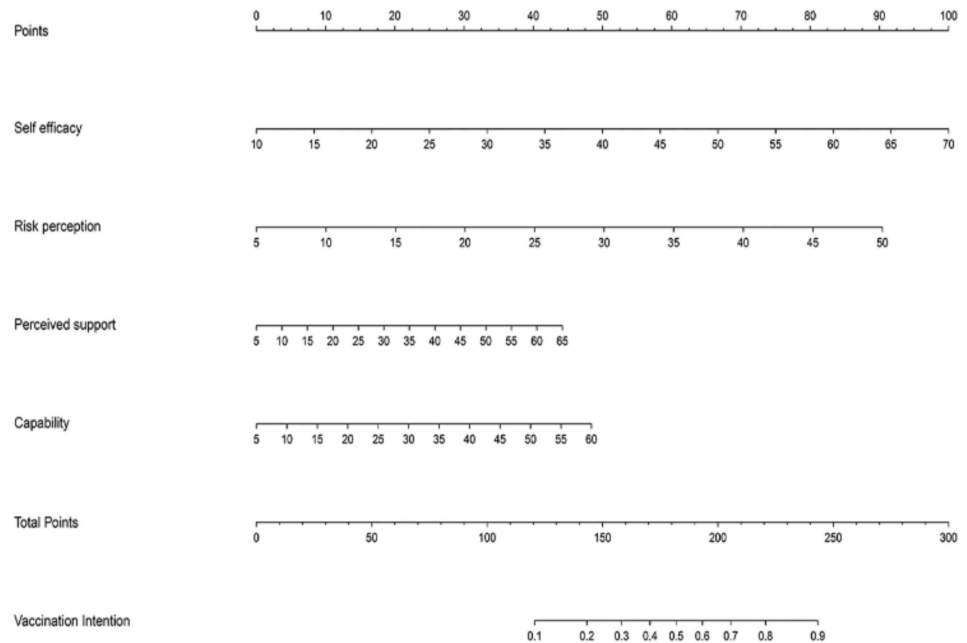 0 10 20 30 40 50 60 70 80 90 100
Points
Self efficacy
10 15 20 25 30 35 40 45 50 55 60 65 70
Risk perception
5 10 15 20 25 30 35 40 45 50
Perceived support
5 10 15 20 25 30 35 40 45 50 55 60 65
Capability
5 10 15 20 25 30 35 40 45 50 55 60
Total Points
0 50 100 150 200 250 300
Vaccination Intention
0.1 0.2 0.3 0.4 0.5 0.6 0.7 0.8 0.9